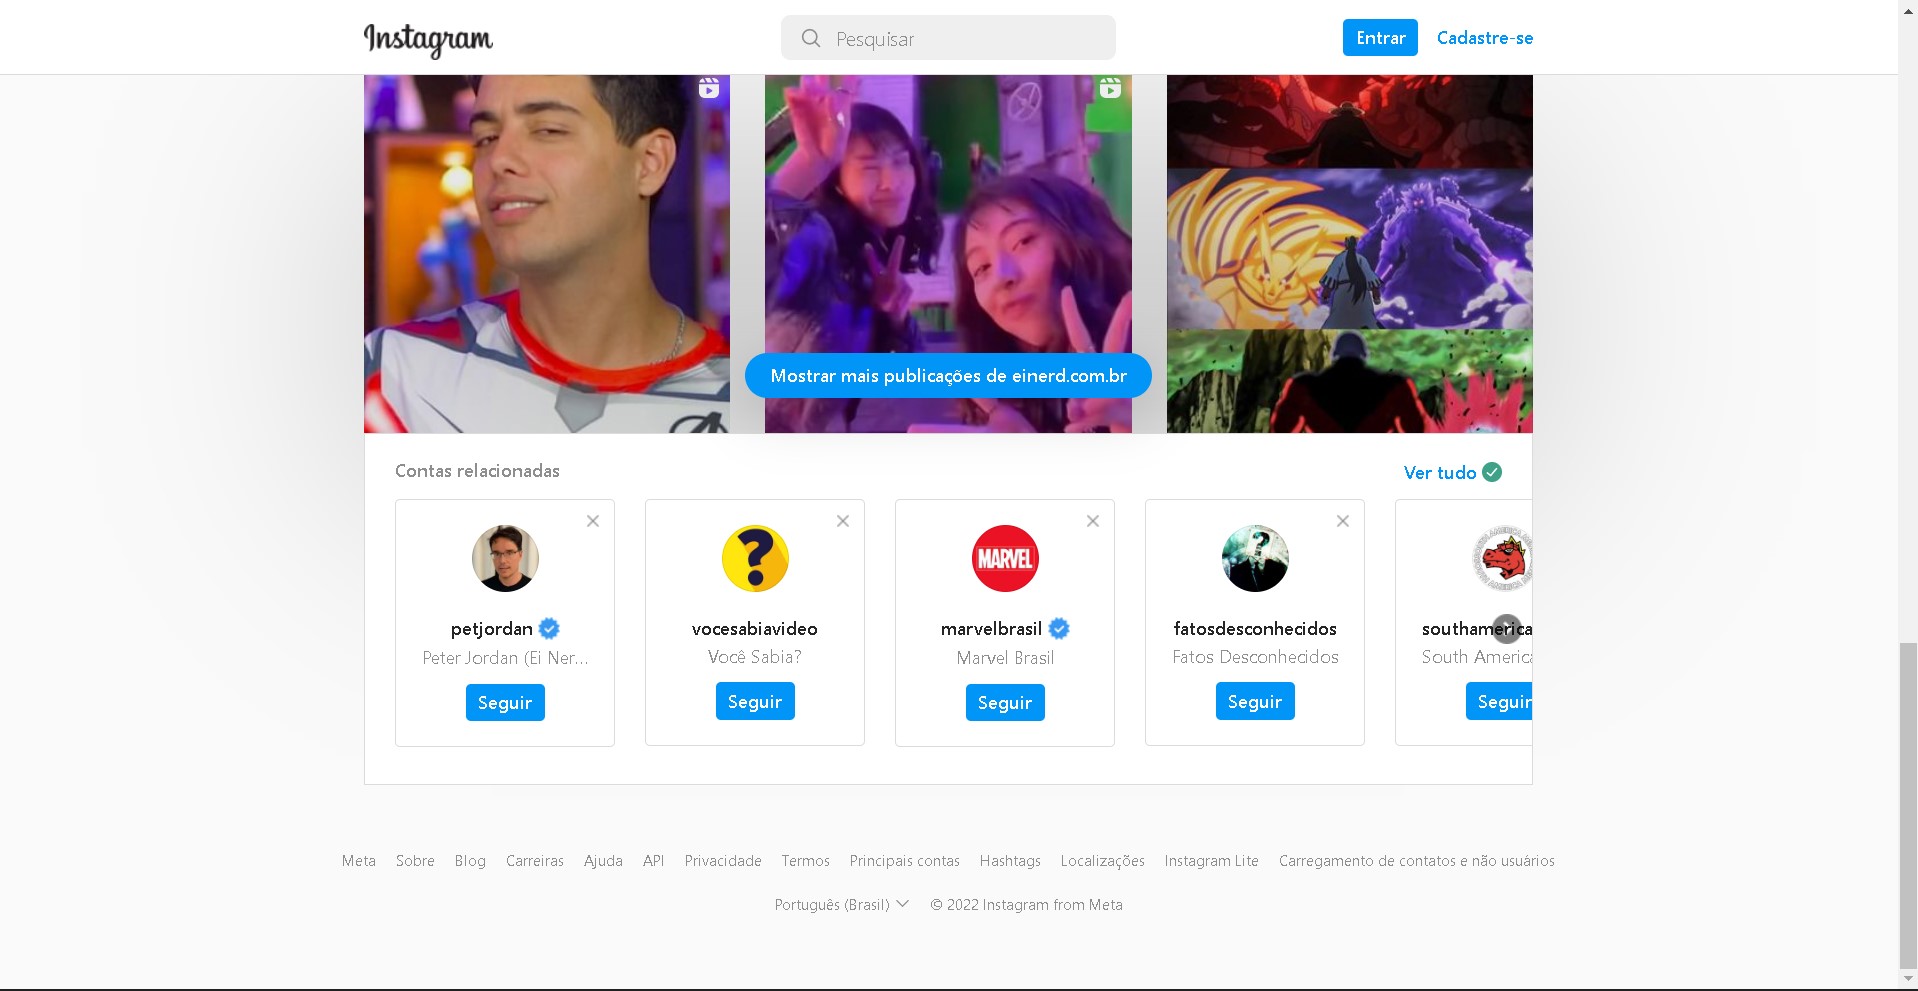 Instagram
Pesquisar
Entrar
Cadastre-se
Mostrar mais publicações de einerd.com.br
Contas relacionadas
Ver tudo
petjordan
Peter Jordan (Ei Ner...
Seguir
?
vocesabiavideo
Você Sabia?
Seguir
MARVEL
marvelbrasil
Marvel Brasil
Seguir
fatosdesconhecidos
Fatos Desconhecidos
Seguir
southamerica
South America
Seguir
Meta Sobre Blog Carreiras Ajuda API Privacidade Termos Principais contas Hashtags Localizações Instagram Lite Carregamento de contatos e não usuários
Português (Brasil) © 2022 Instagram from Meta